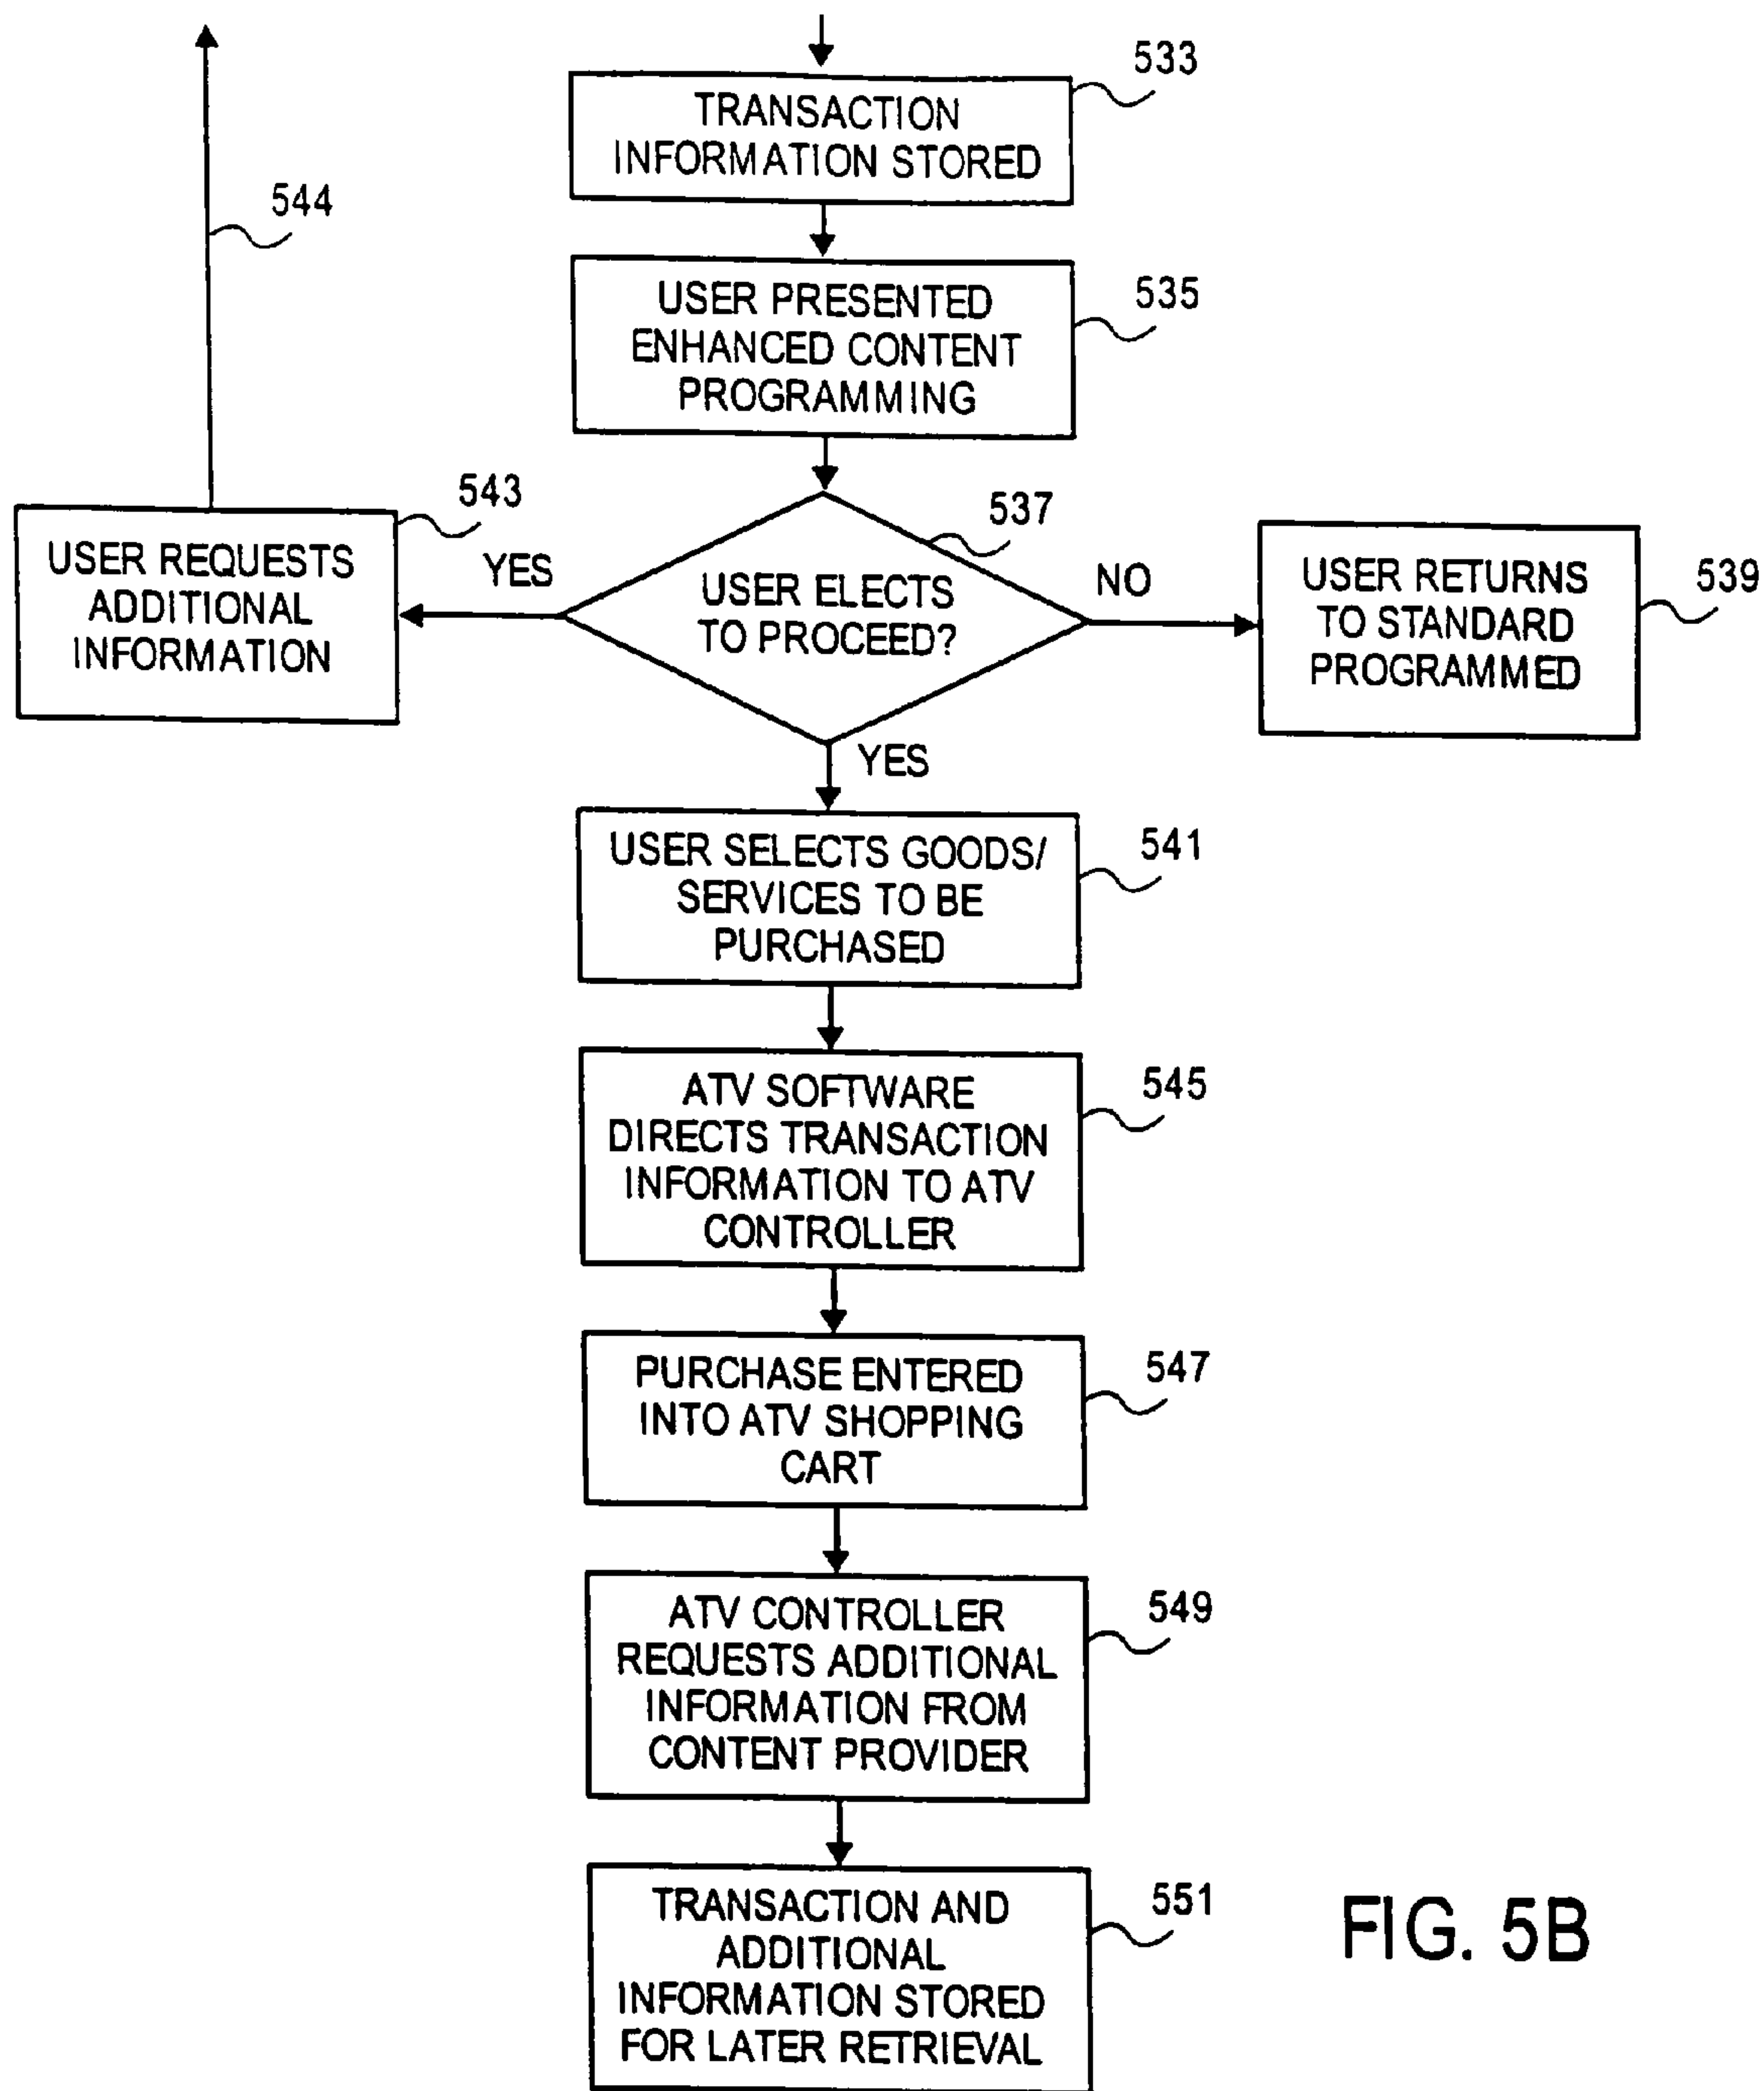 533
TRANSACTION
INFORMATION STORED
544
535
USER PRESENTED
ENHANCED CONTENT
PROGRAMMING
543
USER REQUESTS
ADDITIONAL
INFORMATION
YES
537
USER ELECTS
TO PROCEED?
NO
USER RETURNS
TO STANDARD
PROGRAMMED
539
YES
USER SELECTS GOODS/
SERVICES TO BE
PURCHASED
541
ATV SOFTWARE
DIRECTS TRANSACTION
INFORMATION TO ATV
CONTROLLER
545
PURCHASE ENTERED
INTO ATV SHOPPING
CART
547
ATV CONTROLLER
REQUESTS ADDITIONAL
INFORMATION FROM
CONTENT PROVIDER
549
TRANSACTION AND
ADDITIONAL
INFORMATION STORED
FOR LATER RETRIEVAL
551
FIG. 5B